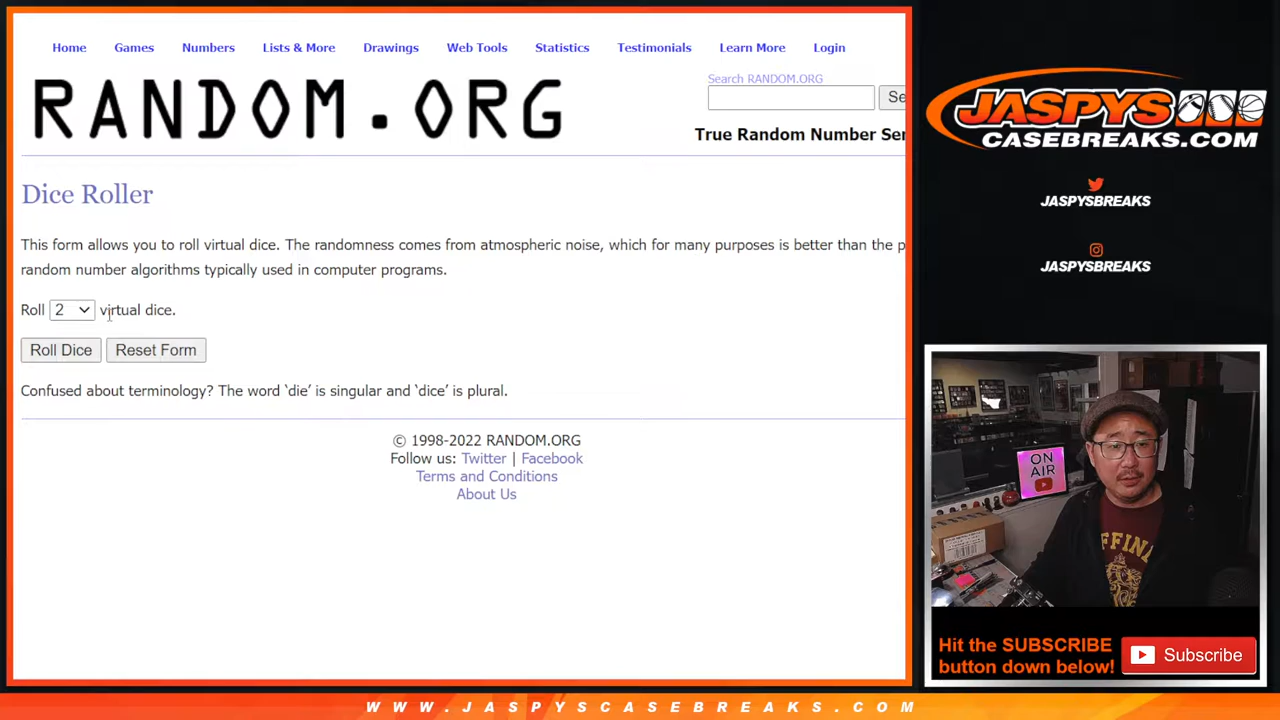 Home Games Numbers Lists & More Drawings Web Tools Statistics Testimonials Learn More Login
RANDOM.ORG
Search RANDOM.ORG
Se
True Random Number Ser
Dice Roller
This form allows you to roll virtual dice. The randomness comes from atmospheric noise, which for many purposes is better than the p
random number algorithms typically used in computer programs.
Roll 2 virtual dice.
Roll Dice Reset Form
Confused about terminology? The word ‘die’ is singular and ‘dice’ is plural.
© 1998-2022 RANDOM.ORG
Follow us: Twitter | Facebook
Terms and Conditions
About Us
JASPYS
CASEBREAKS.COM
JASPYSBREAKS
JASPYSBREAKS
ON
AIR
Hit the SUBSCRIBE
button down below!
Subscribe
WWW.JASPYSCASEBREAKS.COM